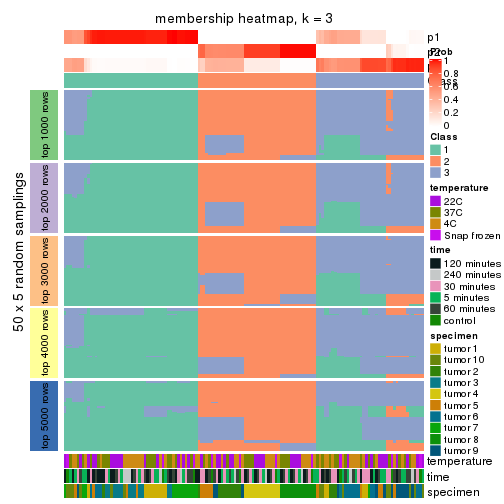 membership heatmap, k = 3
p1
p2
Prob
1
0.8
0.6
0.4
0.2
0
Class
1
2
3
temperature
22C
37C
4C
Snap frozen
time
120 minutes
240 minutes
30 minutes
5 minutes
60 minutes
control
specimen
tumor 1
tumor 10
tumor 2
tumor 3
tumor 4
tumor 5
tumor 6
tumor 7
tumor 8
tumor 9
50 x 5 random samplings
top 1000 rows
top 2000 rows
top 3000 rows
top 4000 rows
top 5000 rows
temperature
time
specimen